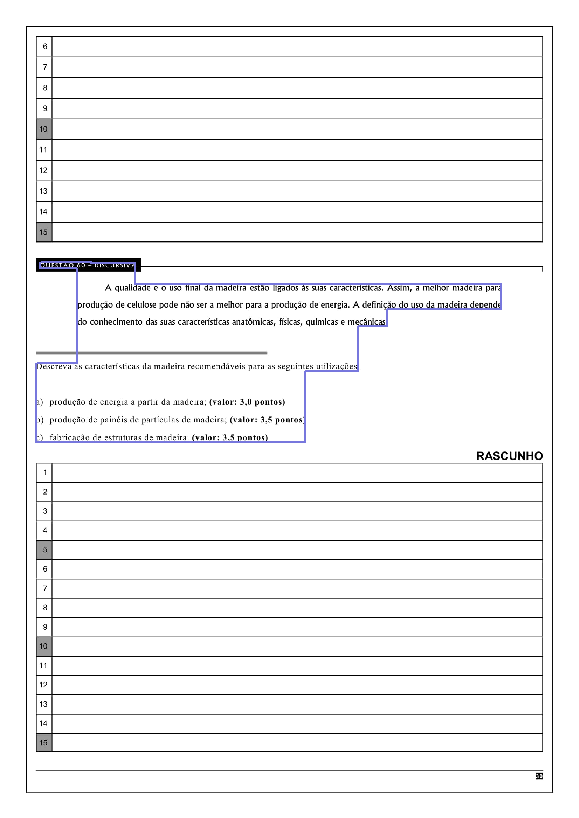 6
7
8
9
10
11
12
13
14
15
QUESTÃO 40 – DISCURSIVA
A qualidade e o uso final da madeira estão ligados às suas características. Assim, a melhor madeira para
produção de celulose pode não ser a melhor para a produção de energia. A definição do uso da madeira depende
do conhecimento das suas características anatômicas, físicas, químicas e mecânicas.
Descreva as características da madeira recomendáveis para as seguintes utilizações
a) produção de energia a partir da madeira; (valor: 3,0 pontos)
b) produção de painéis de partículas de madeira; (valor: 3,5 pontos)
c) fabricação de estruturas de madeira. (valor: 3,5 pontos)
RASCUNHO
1
2
3
4
5
6
7
8
9
10
11
12
13
14
15